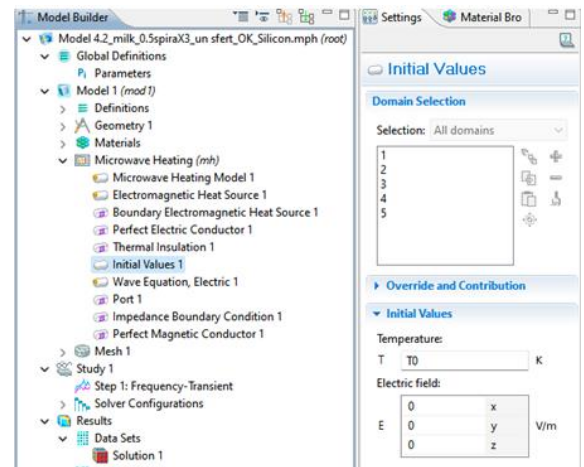 Model Builder
Model 4.2_milk_0.5spiraX3_un sfert_OK_Silicon.mph (root)
Global Definitions
Pi Parameters
Model 1 (mod1)
Definitions
Geometry 1
Materials
Microwave Heating (mh)
Microwave Heating Model 1
Electromagnetic Heat Source 1
Boundary Electromagnetic Heat Source 1
Perfect Electric Conductor 1
Thermal Insulation 1
Initial Values 1
Wave Equation, Electric 1
Port 1
Impedance Boundary Condition 1
Perfect Magnetic Conductor 1
Mesh 1
Study 1
Step 1: Frequency-Transient
Solver Configurations
Results
Data Sets
Solution 1
Settings
Material Bro
Initial Values
Domain Selection
Selection: All domains
1
2
3
4
5
Override and Contribution
Initial Values
Temperature:
T T0 K
Electric field:
0 x
E 0 y V/m
0 z